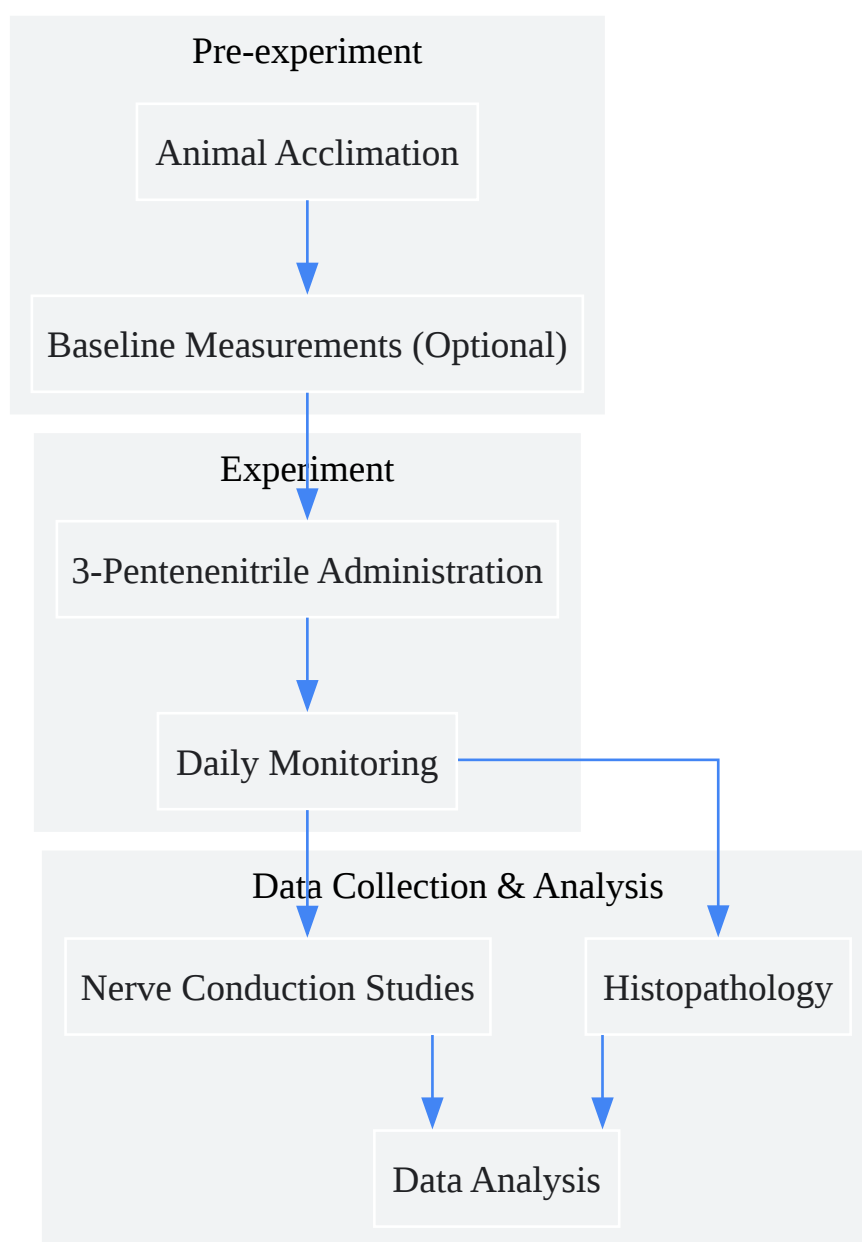 Pre-experiment
Animal Acclimation
Baseline Measurements (Optional)
Experiment
3-Pentenenitrile Administration
Daily Monitoring
Data Collection & Analysis
Nerve Conduction Studies
Histopathology
Data Analysis